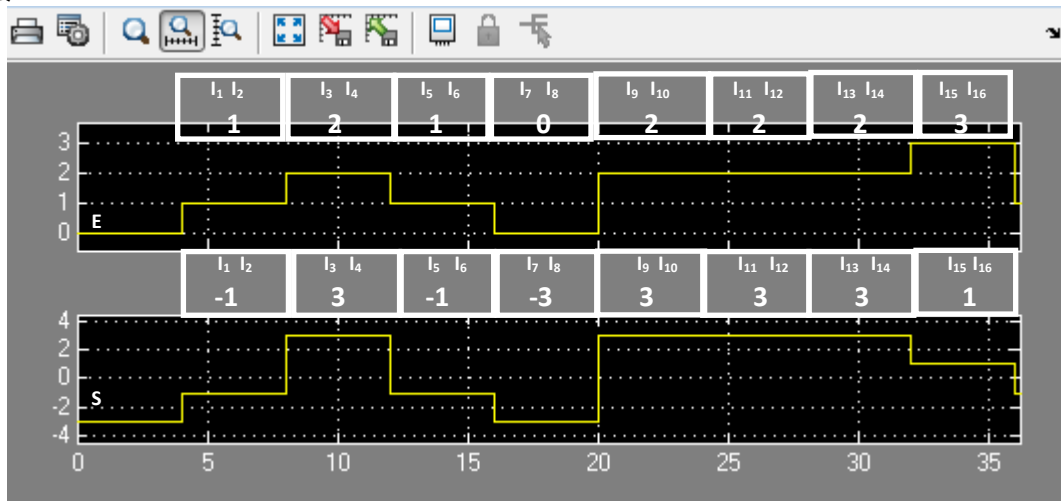 I₁ I₂ I₃ I₄ I₅ I₆ I₇ I₈ I₉ I₁₀ I₁₁ I₁₂ I₁₃ I₁₄ I₁₅ I₁₆
1 2 1 0 2 2 2 3
3
2
1
0
E
I₁ I₂ I₃ I₄ I₅ I₆ I₇ I₈ I₉ I₁₀ I₁₁ I₁₂ I₁₃ I₁₄ I₁₅ I₁₆
-1 3 -1 -3 3 3 3 1
4
2
0
-2
-4
S
0 5 10 15 20 25 30 35